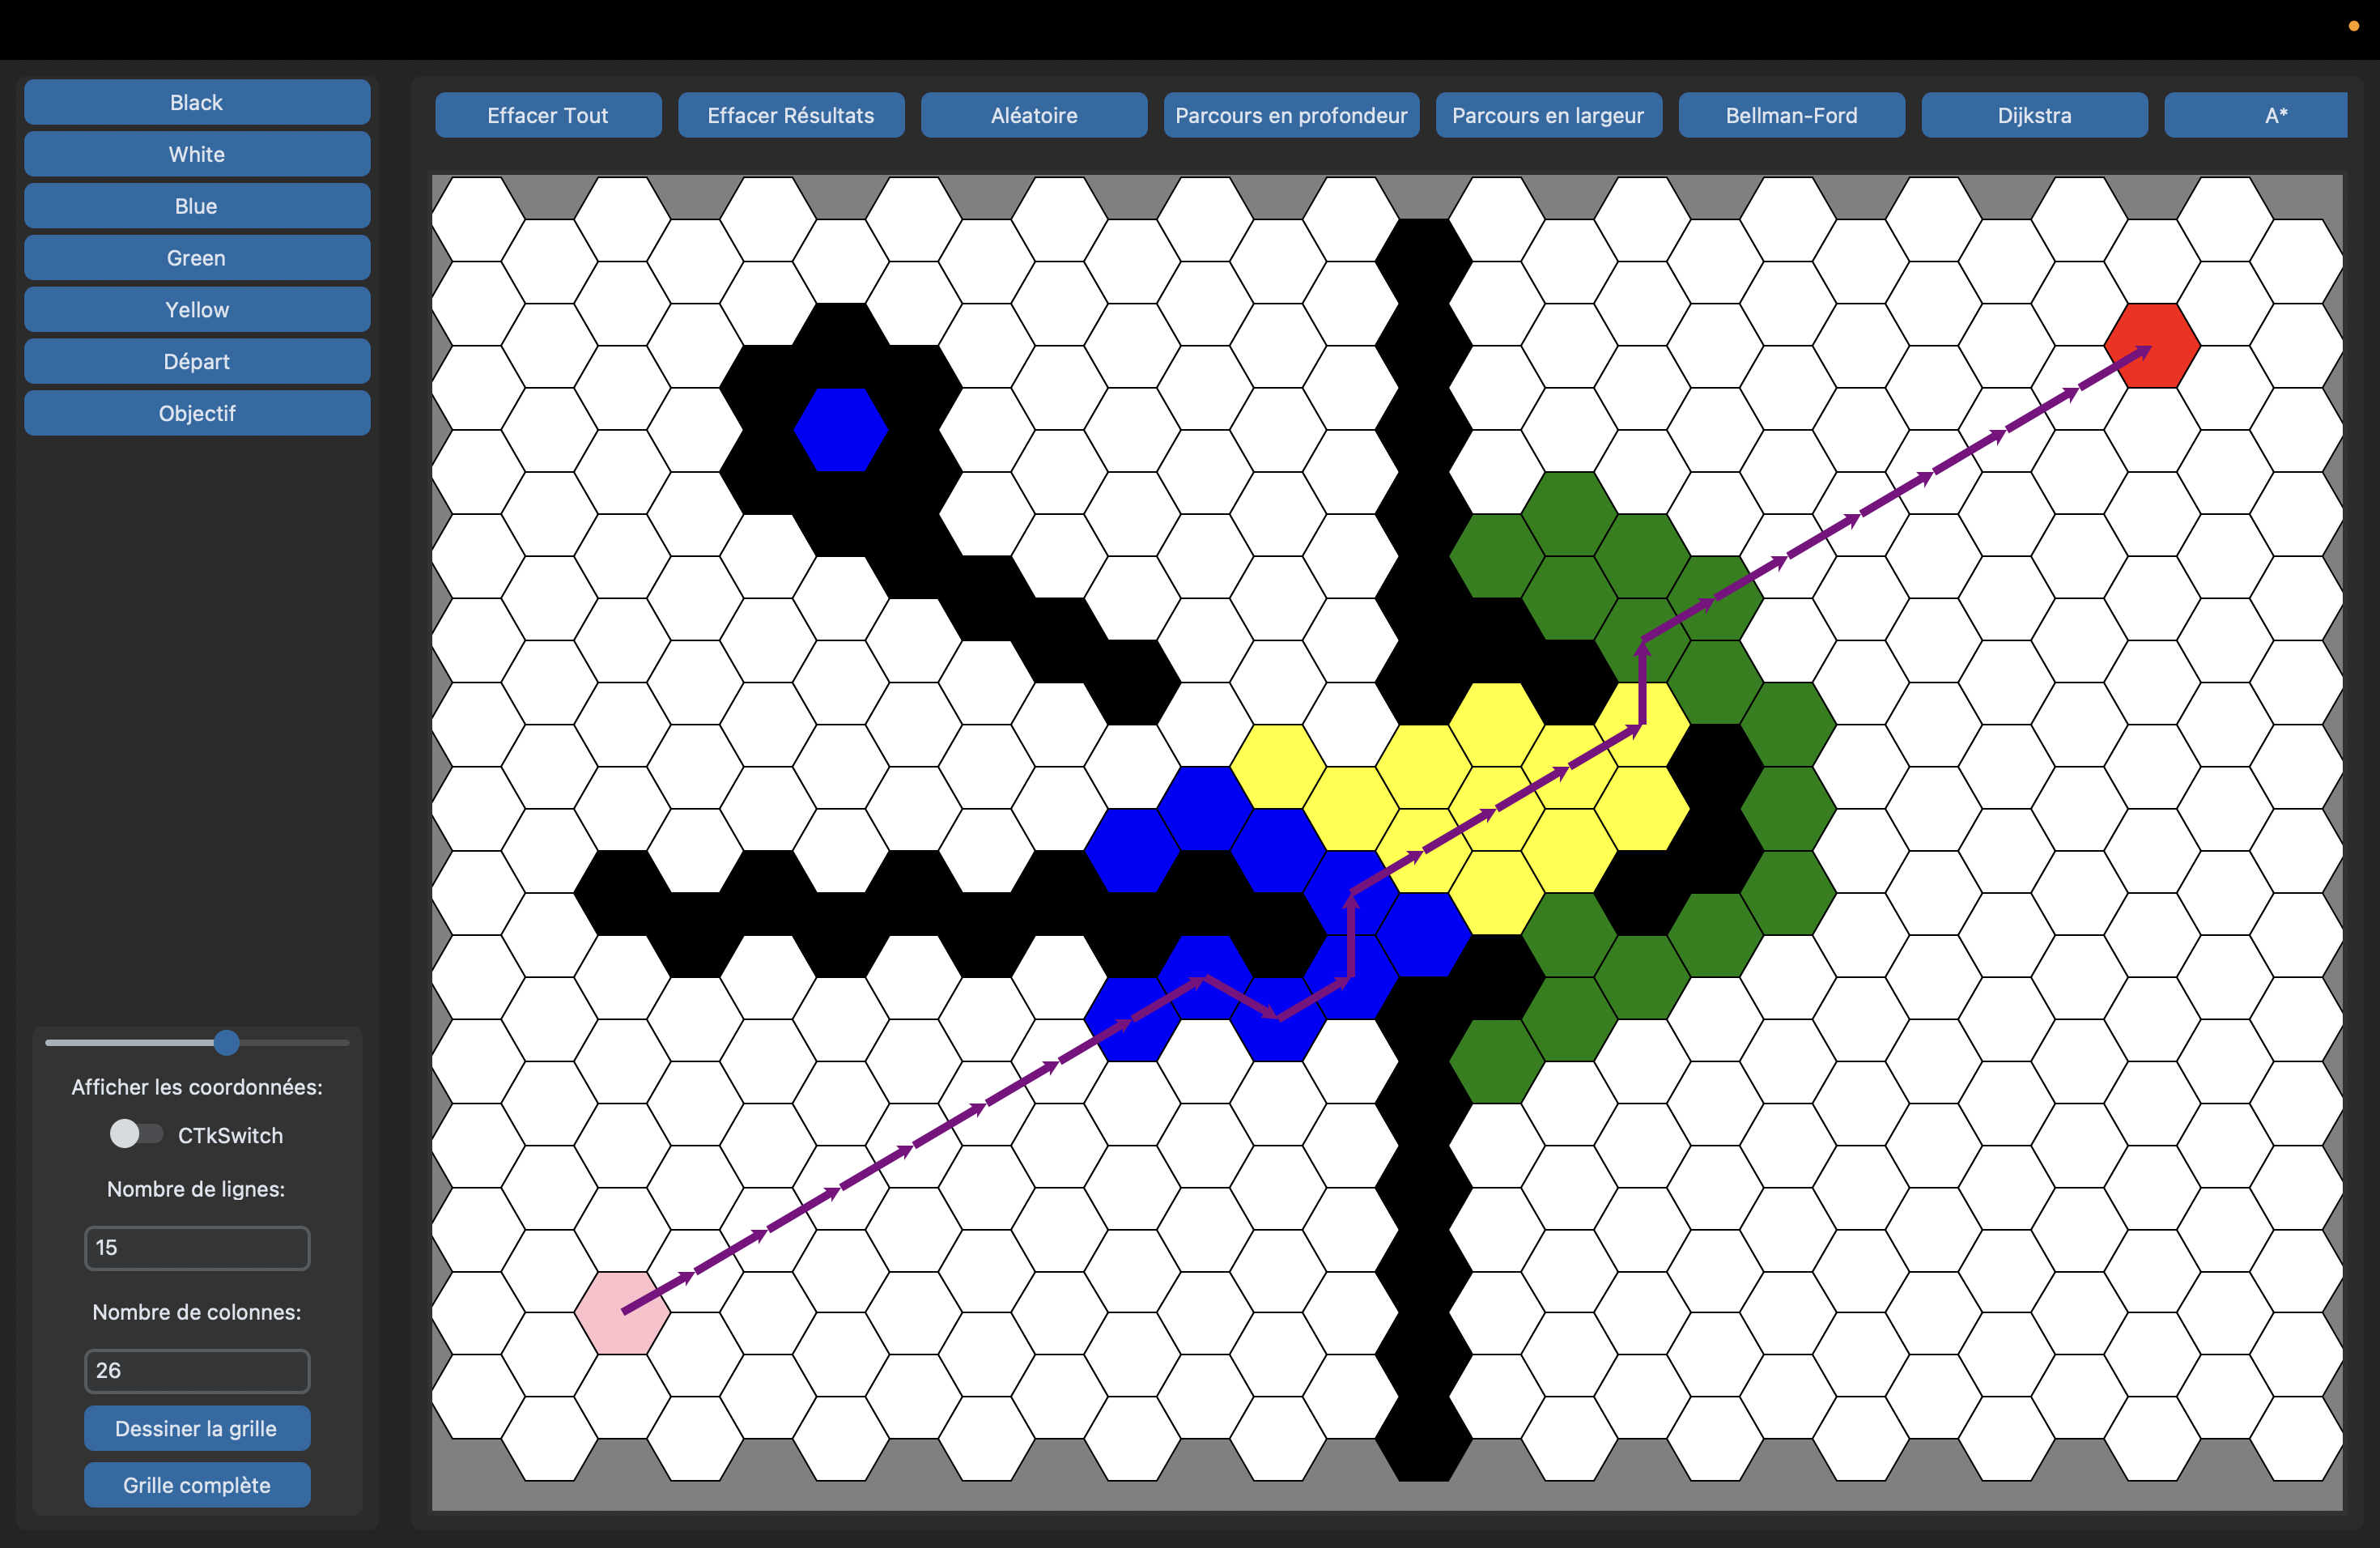 Black
White
Blue
Green
Yellow
Départ
Objectif
Afficher les coordonnées:
CTkSwitch
Nombre de lignes:
15
Nombre de colonnes:
26
Dessiner la grille
Grille complète
Effacer Tout
Effacer Résultats
Aléatoire
Parcours en profondeur
Parcours en largeur
Bellman-Ford
Dijkstra
A*